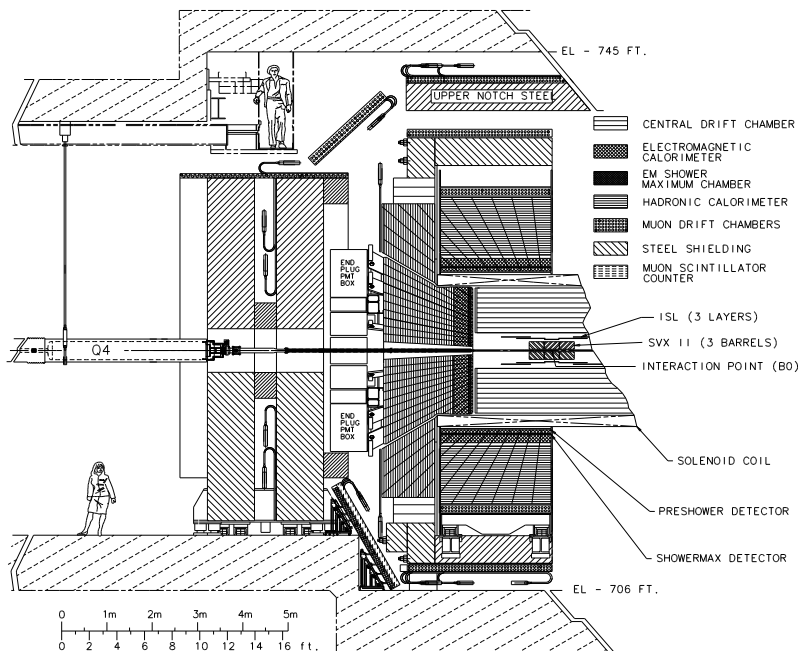 EL - 745 FT.
UPPER NOTCH STEEL
CENTRAL DRIFT CHAMBER
ELECTROMAGNETIC
CALORIMETER
EM SHOWER
MAXIMUM CHAMBER
HADRONIC CALORIMETER
MUON DRIFT CHAMBERS
STEEL SHIELDING
MUON SCINTILLATOR
COUNTER
END
PLUG
PMT
BOX
ISL (3 LAYERS)
Q4
SVX II (3 BARRELS)
INTERACTION POINT (B0)
END
PLUG
PMT
BOX
SOLENOID COIL
PRESHOWER DETECTOR
SHOWERMAX DETECTOR
EL - 706 FT.
0 1m 2m 3m 4m 5m
0 2 4 6 8 10 12 14 16 ft.